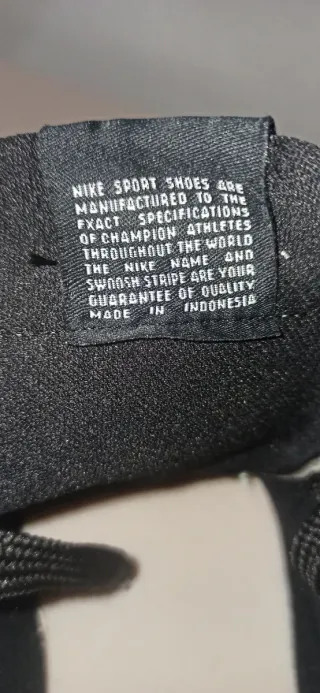 NIKE SPORT SHOES ARE
MANUFACTURED TO THE
EXACT SPECIFICATIONS
OF CHAMPION ATHLETES
THROUGHOUT THE WORLD
THE NIKE NAME AND
SWOOSH STRIPE ARE YOUR
GUARANTEE OF QUALITY
MADE IN INDONESIA